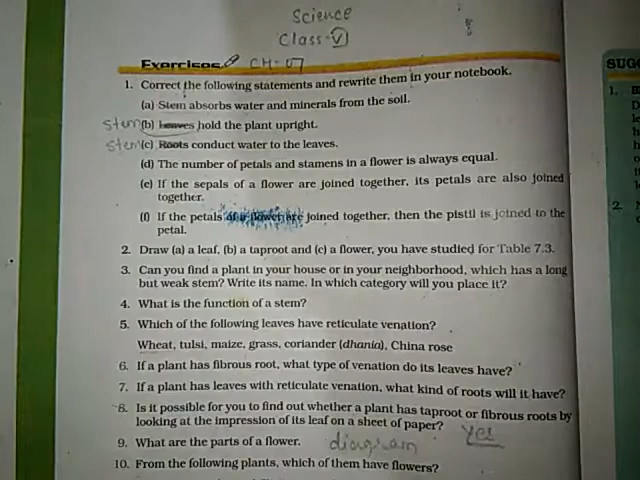 Science
Class-V
Exercises CH-07
1. Correct the following statements and rewrite them in your notebook.
(a) Stem absorbs water and minerals from the soil.
Stem (b) Leaves hold the plant upright.
Stem (c) Roots conduct water to the leaves.
(d) The number of petals and stamens in a flower is always equal.
(e) If the sepals of a flower are joined together, its petals are also joined
together.
(f) If the petals of a flower are joined together, then the pistil is joined to the
petal.
2. Draw (a) a leaf, (b) a taproot and (c) a flower, you have studied for Table 7.3.
3. Can you find a plant in your house or in your neighborhood, which has a long
but weak stem? Write its name. In which category will you place it?
4. What is the function of a stem?
5. Which of the following leaves have reticulate venation?
Wheat, tulsi, maize, grass, coriander (dhania), China rose
6. If a plant has fibrous root, what type of venation do its leaves have?
7. If a plant has leaves with reticulate venation, what kind of roots will it have?
8. Is it possible for you to find out whether a plant has taproot or fibrous roots by
looking at the impression of its leaf on a sheet of paper? Yes
9. What are the parts of a flower. diagram
10. From the following plants, which of them have flowers?
SUGG
1.
2.